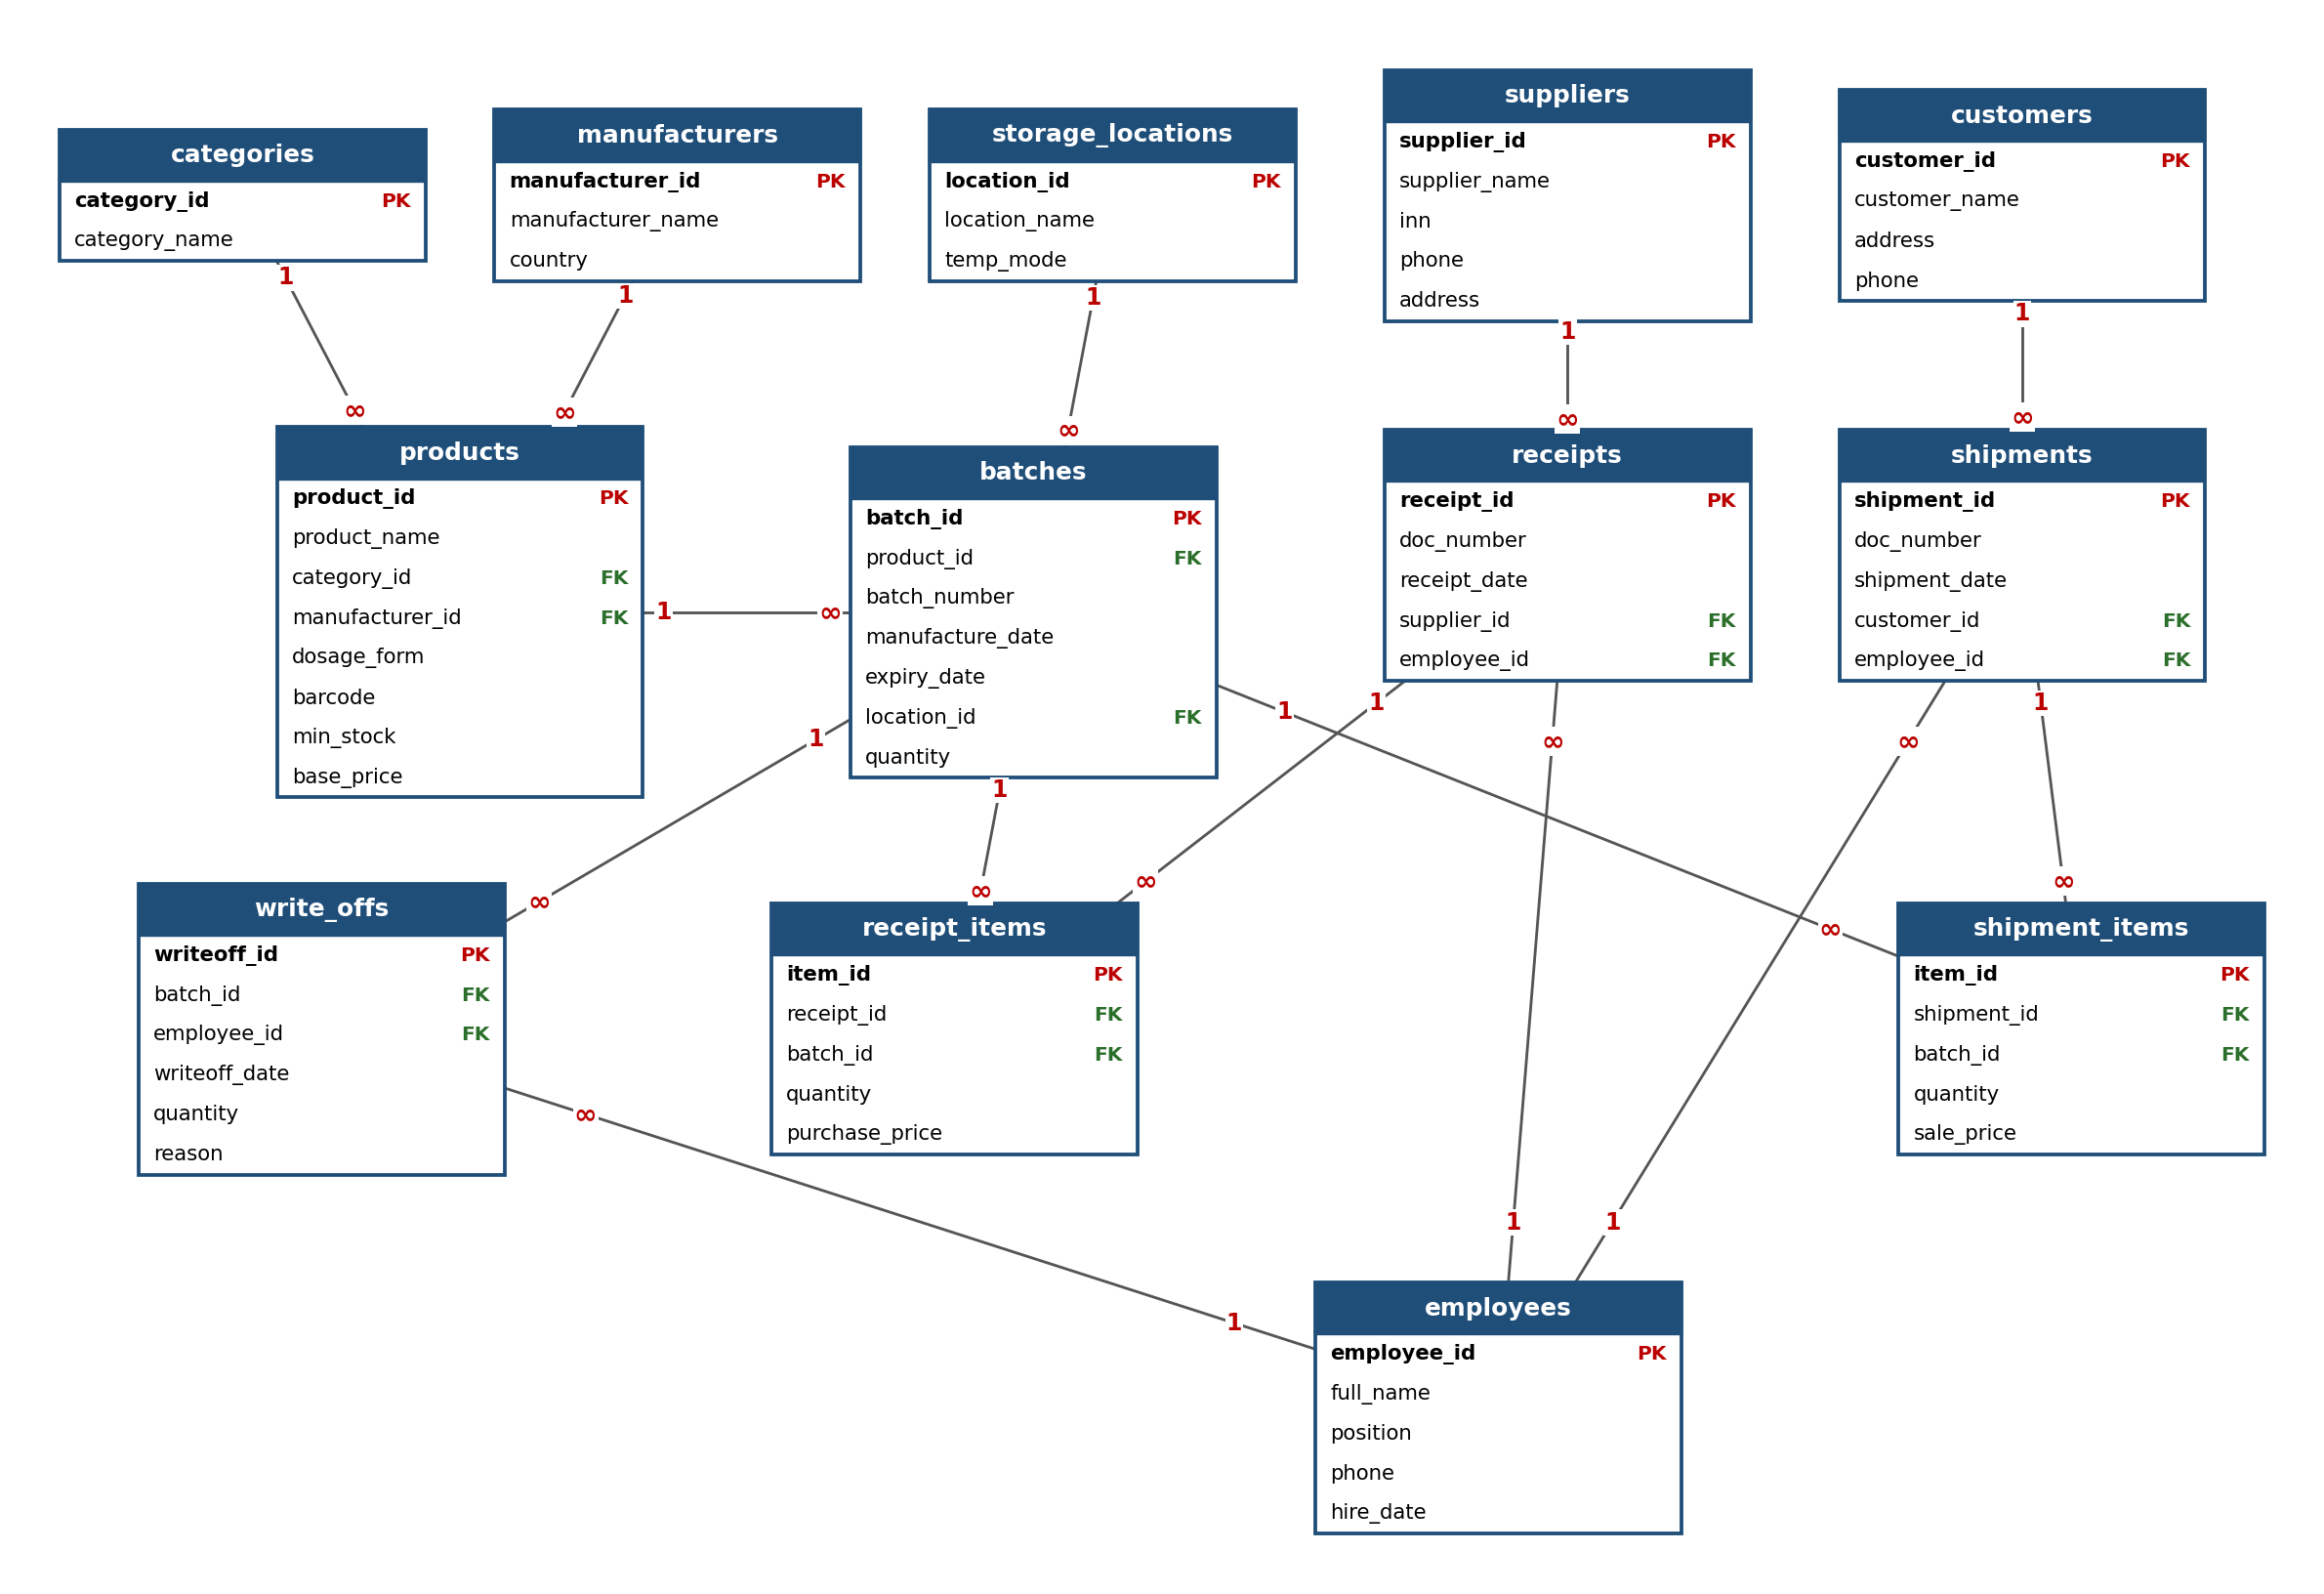 categories
category_id PK
category_name
1
∞
manufacturers
manufacturer_id PK
manufacturer_name
country
1
∞
storage_locations
location_id PK
location_name
temp_mode
1
∞
suppliers
supplier_id PK
supplier_name
inn
phone
address
1
∞
customers
customer_id PK
customer_name
address
phone
1
∞
products
product_id PK
product_name
category_id FK
manufacturer_id FK
dosage_form
barcode
min_stock
base_price
1 ∞
batches
batch_id PK
product_id FK
batch_number
manufacture_date
expiry_date
location_id FK
quantity
1
∞
1
∞
1
∞
receipts
receipt_id PK
doc_number
receipt_date
supplier_id FK
employee_id FK
1
∞
∞
1
shipments
shipment_id PK
doc_number
shipment_date
customer_id FK
employee_id FK
∞
1
1
∞
write_offs
writeoff_id PK
batch_id FK
employee_id FK
writeoff_date
quantity
reason
∞
1
receipt_items
item_id PK
receipt_id FK
batch_id FK
quantity
purchase_price
shipment_items
item_id PK
shipment_id FK
batch_id FK
quantity
sale_price
employees
employee_id PK
full_name
position
phone
hire_date